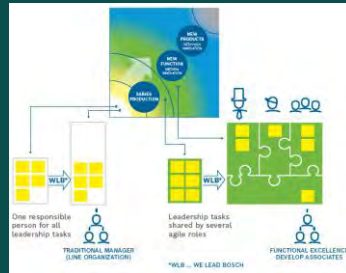 NEW
PRODUCTS
NEW
FUNCTION
SERIES
PRODUCTION
WLB*
WLB*
One responsible
person for all
leadership tasks
Leadership tasks
shared by several
agile roles
TRADITIONAL MANAGER
(LINE ORGANIZATION)
FUNCTIONAL EXCELLENCE
DEVELOP ASSOCIATES
*WLB ... WE LEAD BOSCH